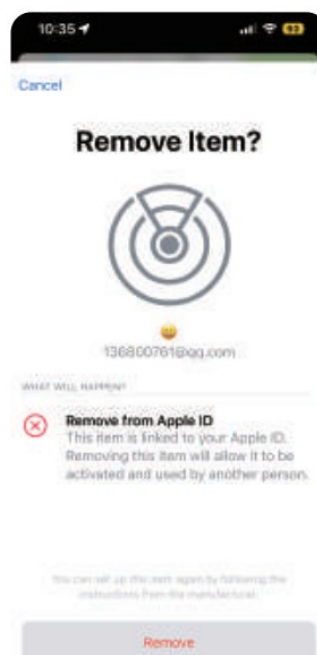 10:35
93
Cancel
Remove Item?
136800761@qq.com
WHAT WILL HAPPEN?
Remove from Apple ID
This item is linked to your Apple ID.
Removing this item will allow it to be
activated and used by another person.
You can set up this item again by following the
instructions from the manufacturer.
Remove